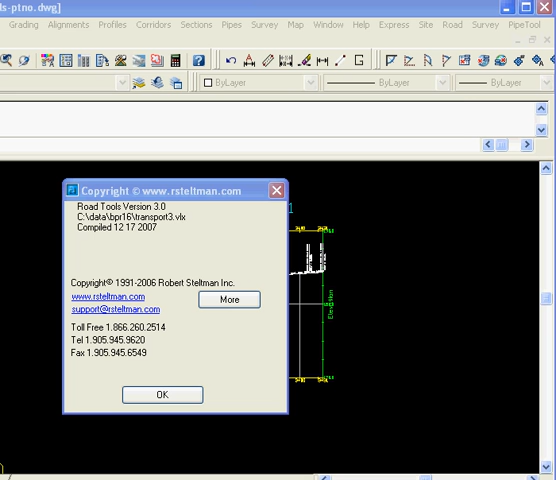 ls-p1no.dwg]
Grading Alignments Profiles Corridors Sections Pipes Survey Map Window Help Express Site Road Survey PipeTool
ByLayer ByLayer ByLayer
Copyright © www.rsteltman.com
Road Tools Version 3.0
C:\data\bpr16\transport3.vlx
Compiled 12 17 2007
Copyright© 1991-2006 Robert Steltman Inc.
www.rsteltman.com
More
support@rsteltman.com
Toll Free 1.866.260.2514
Tel 1.905.945.9620
Fax 1.905.945.6549
OK
Elevation